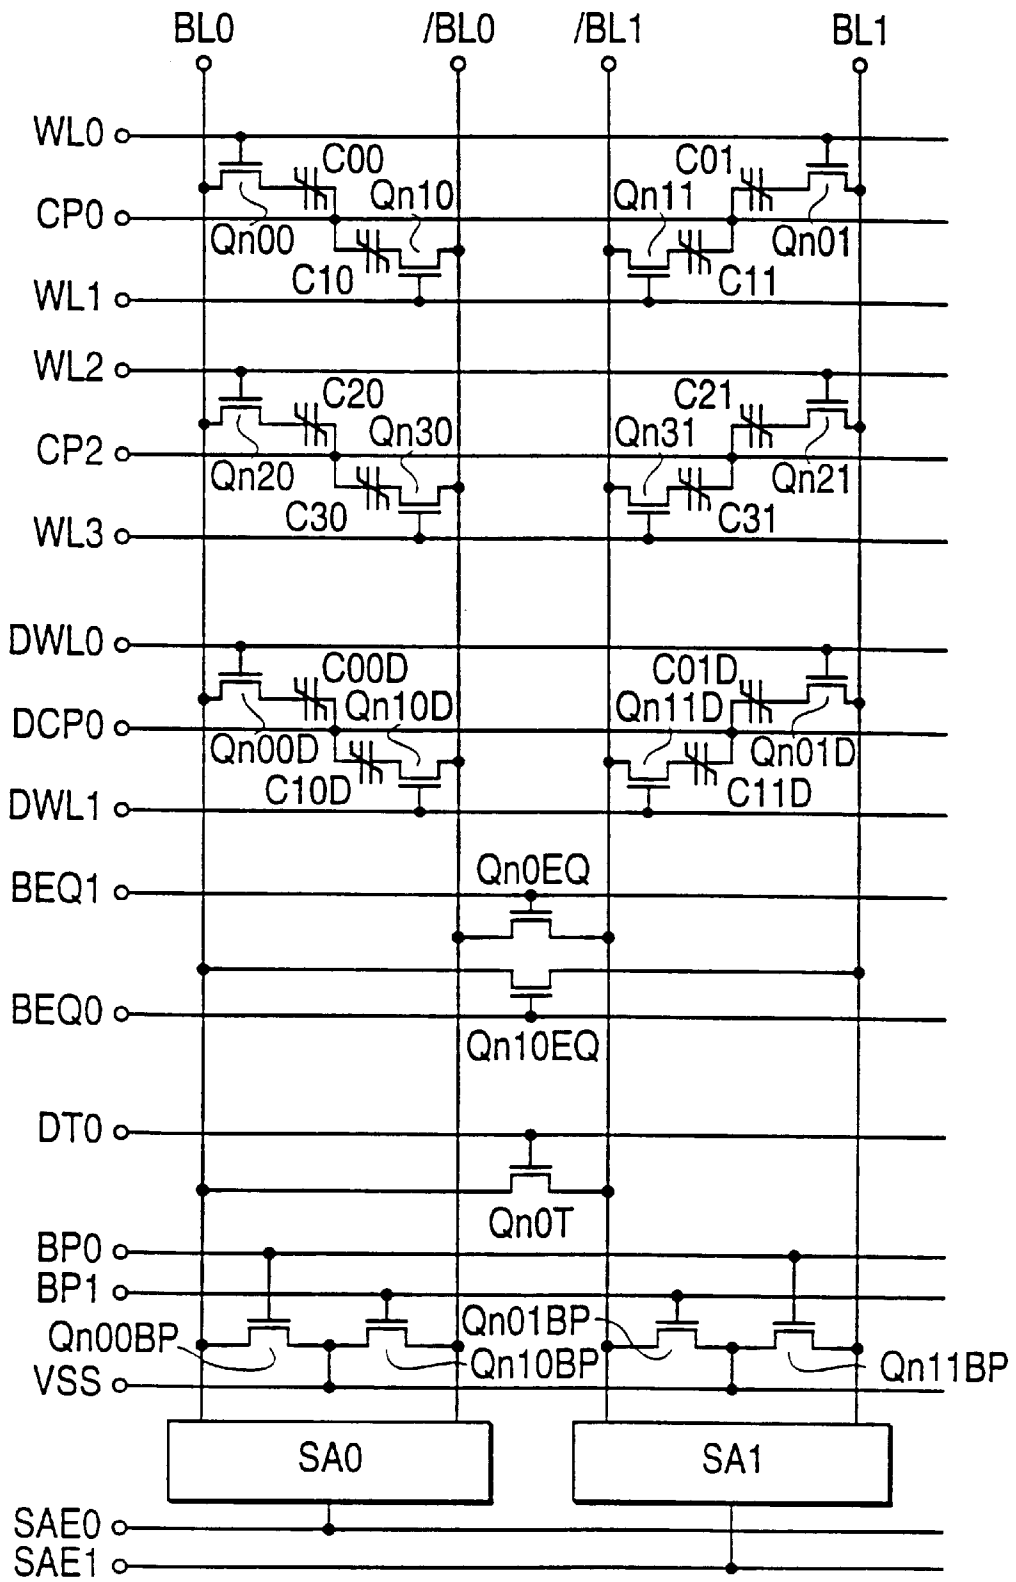 BL0 /BL0 /BL1 BL1
WL0
C00 C01
Qn10 Qn11
CP0
Qn00 Qn01
C10 C11
WL1
WL2
C20 C21
Qn30 Qn31
CP2
Qn20 Qn21
C30 C31
WL3
DWL0
C00D C01D
Qn10D Qn11D
DCP0
Qn00D Qn01D
C10D C11D
DWL1
Qn0EQ
BEQ1
BEQ0
Qn10EQ
DT0
Qn0T
BP0
BP1
Qn01BP
Qn00BP Qn10BP Qn11BP
VSS
SA0 SA1
SAE0
SAE1